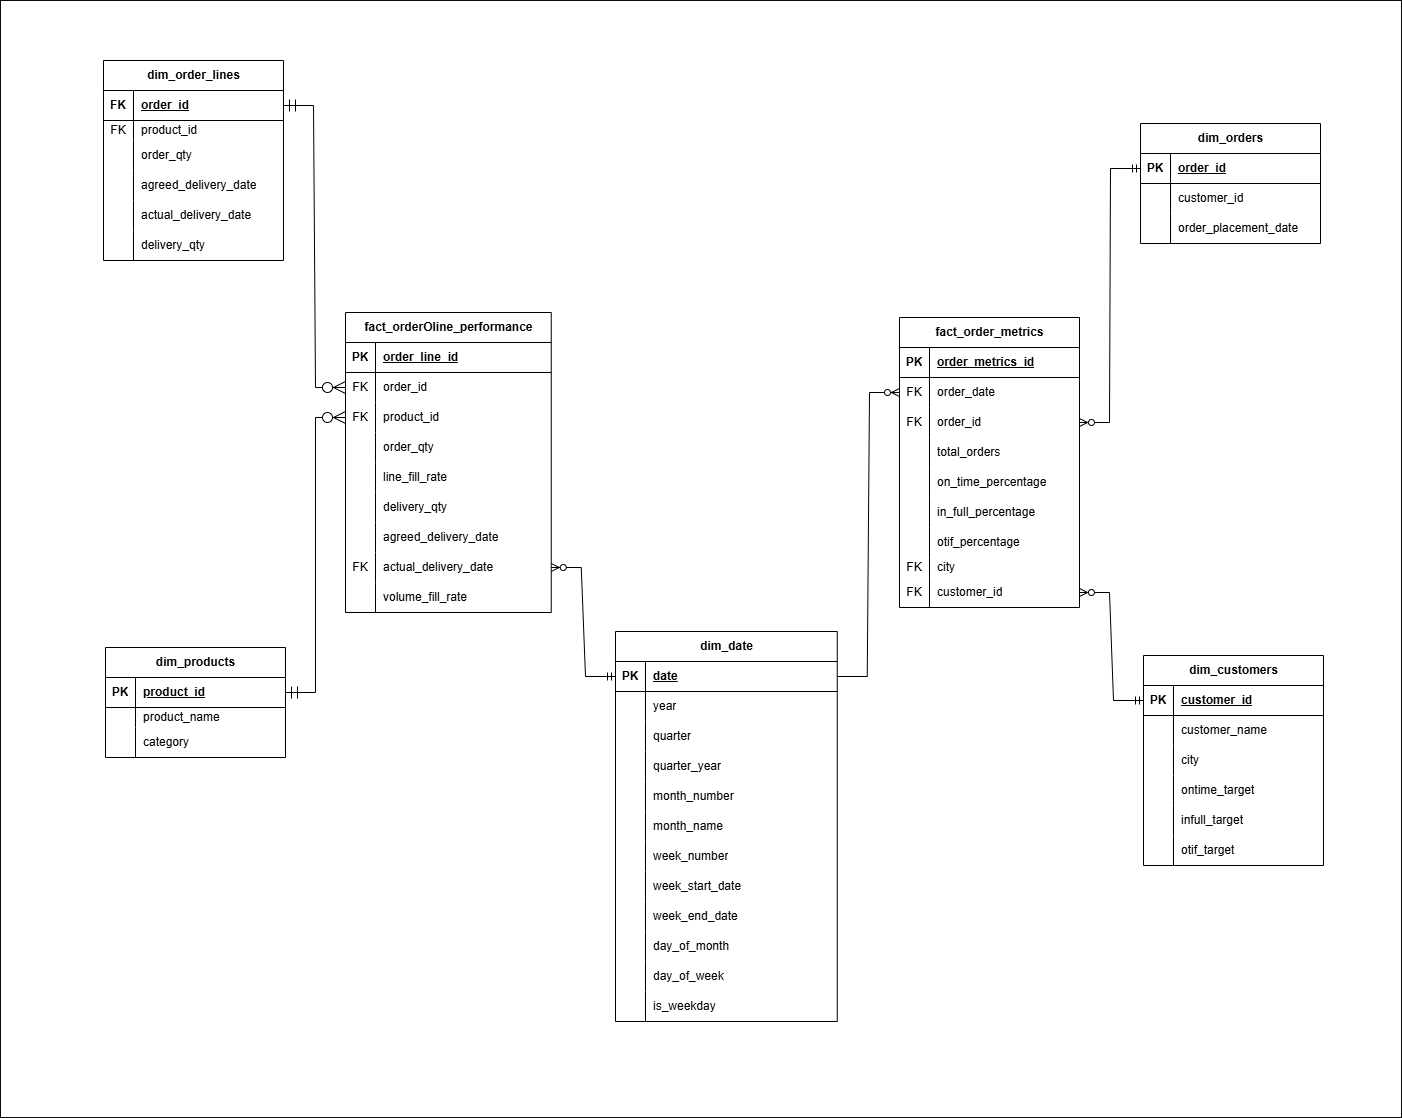 dim_order_lines
FK order_id
FK product_id
order_qty
agreed_delivery_date
actual_delivery_date
delivery_qty
dim_orders
PK order_id
customer_id
order_placement_date
fact_orderOline_performance
PK order_line_id
FK order_id
FK product_id
order_qty
line_fill_rate
delivery_qty
agreed_delivery_date
FK actual_delivery_date
volume_fill_rate
fact_order_metrics
PK order_metrics_id
FK order_date
FK order_id
total_orders
on_time_percentage
in_full_percentage
otif_percentage
FK city
FK customer_id
dim_products
PK product_id
product_name
category
dim_date
PK date
year
quarter
quarter_year
month_number
month_name
week_number
week_start_date
week_end_date
day_of_month
day_of_week
is_weekday
dim_customers
PK customer_id
customer_name
city
ontime_target
infull_target
otif_target